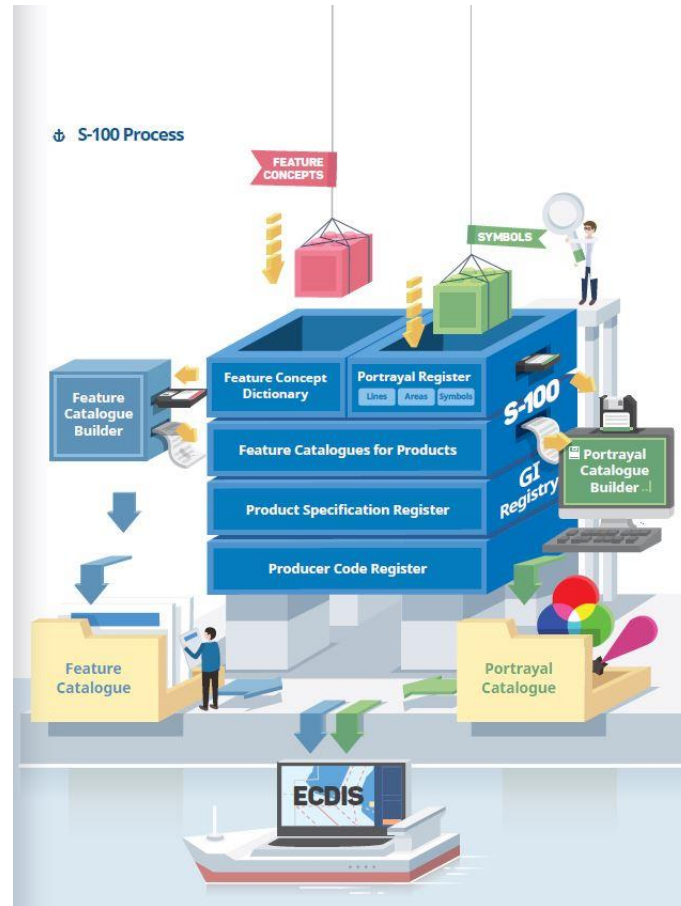 S-100 Process
FEATURE
CONCEPTS
SYMBOLS
Feature Concept
Dictionary
Portrayal Register
Lines
Areas
Symbols
S-100
GI
Registry
Feature
Catalogue
Builder
Feature Catalogues for Products
Portrayal
Catalogue
Builder ..|
Product Specification Register
Producer Code Register
Feature
Catalogue
Portrayal
Catalogue
ECDIS